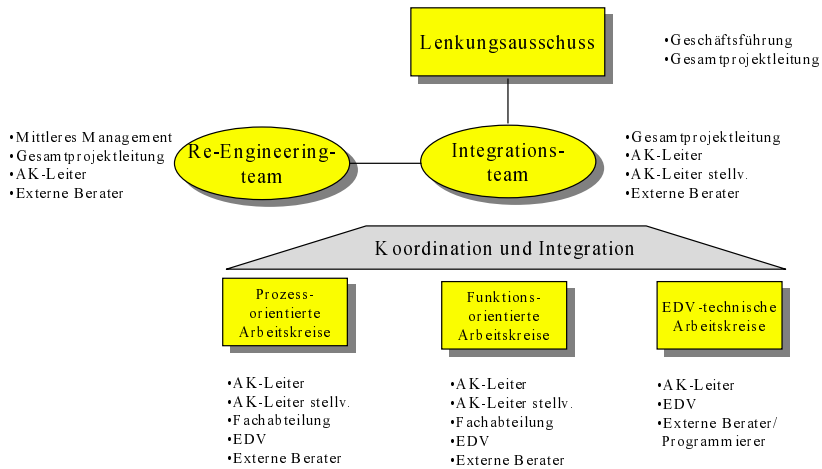 Lenkungsausschuss
•Geschäftsführung
•Gesamtprojektleitung
•Mittleres Management
•Gesamtprojektleitung
•AK-Leiter
•Externe Berater
Re-Engineering-
team
Integrations-
team
•Gesamtprojektleitung
•AK-Leiter
•AK-Leiter stellv.
•Externe Berater
Koordination und Integration
Prozess-
orientierte
Arbeitskreise
Funktions-
orientierte
Arbeitskreise
EDV-technische
Arbeitskreise
•AK-Leiter
•AK-Leiter stellv.
•Fachabteilung
•EDV
•Externe Berater
•AK-Leiter
•AK-Leiter stellv.
•Fachabteilung
•EDV
•Externe Berater
•AK-Leiter
•EDV
•Externe Berater/
Programmierer